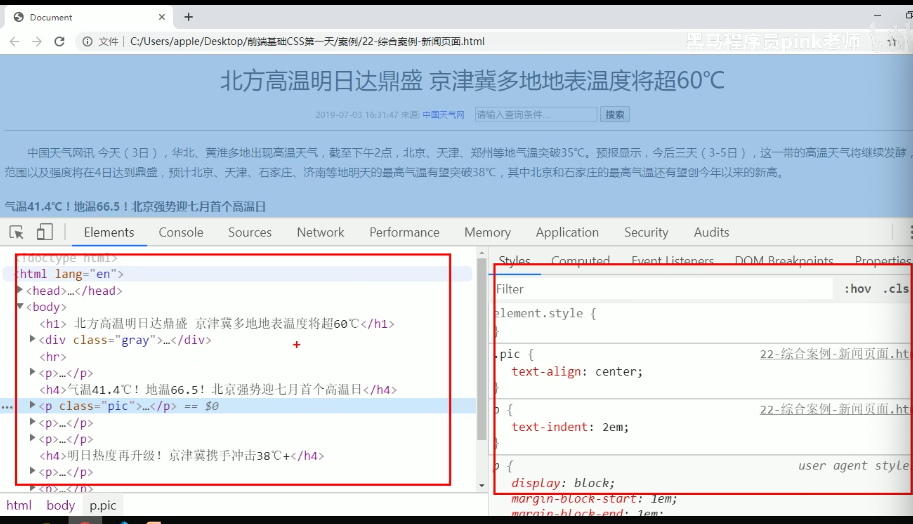 Document
文件 | C:/Users/apple/Desktop/前端基础CSS第一天/案例/22-综合案例-新闻页面.html
黑马程序员pink老师
北方高温明日达鼎盛 京津冀多地地表温度将超60℃
2019-07-03 16:31:47 来源: 中国天气网 请输入查询条件... 搜索
中国天气网讯 今天（3日），华北、黄淮多地出现高温天气，截至下午2点，北京、天津、郑州等地气温突破35℃。预报显示，今后三天（3-5日），这一带的高温天气将继续发酵，
范围以及强度将在4日达到鼎盛，预计北京、天津、石家庄、济南等地明天的最高气温有望突破38℃，其中北京和石家庄的最高气温还有望创今年以来的新高。
气温41.4℃！地温66.5！北京强势迎七月首个高温日
Elements Console Sources Network Performance Memory Application Security Audits
<!doctype html>
<html lang="en">
<head>…</head>
<body>
<h1> 北方高温明日达鼎盛 京津冀多地地表温度将超60℃</h1>
<div class="gray">…</div>
<hr>
<p>…</p>
<h4>气温41.4℃！地温66.5！北京强势迎七月首个高温日</h4>
<p class="pic">…</p> == $0
<p>…</p>
<p>…</p>
<h4>明日热度再升级！京津冀携手冲击38℃+</h4>
<p>…</p>
<p>…</p>
html body p.pic
Styles Computed Event Listeners DOM Breakpoints Properties
Filter :hov .cls
element.style {
}
.pic { 22-综合案例-新闻页面.htm
text-align: center;
}
p { 22-综合案例-新闻页面.htm
text-indent: 2em;
}
p { user agent style
display: block;
margin-block-start: 1em;
margin-block-end: 1em;